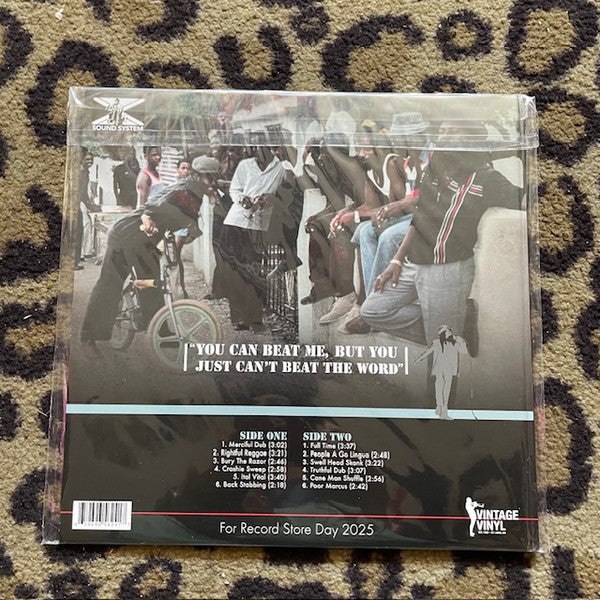 SOUND SYSTEM
"YOU CAN BEAT ME, BUT YOU
JUST CAN'T BEAT THE WORD"
SIDE ONE
1. Merciful Dub (3:02)
2. Rightful Reggae (3:21)
3. Bury The Razor (2:46)
4. Crashie Sweep (2:58)
5. Ital Vital (3:40)
6. Back Stabbing (2:18)
SIDE TWO
1. Full Time (3:37)
2. People A Go Lingua (2:48)
3. Swell Head Skank (3:22)
4. Truthful Dub (3:07)
5. Cane Man Shuffle (2:56)
6. Poor Marcus (2:42)
For Record Store Day 2025
VINTAGE
VINYL